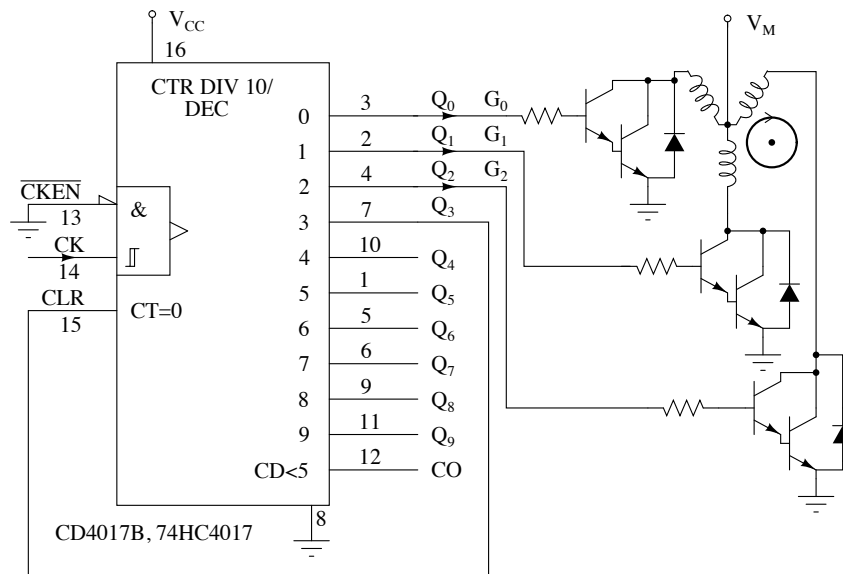 V_CC
16
CTR DIV 10/
DEC
0 3 Q_0 G_0
1 2 Q_1 G_1
2 4 Q_2 G_2
3 7 Q_3
4 10 Q_4
5 1 Q_5
6 5 Q_6
7 6 Q_7
8 9 Q_8
9 11 Q_9
CD<5 12 CO
CKEN
13
&
CK
14
CLR
15
CT=0
8
CD4017B, 74HC4017
V_M